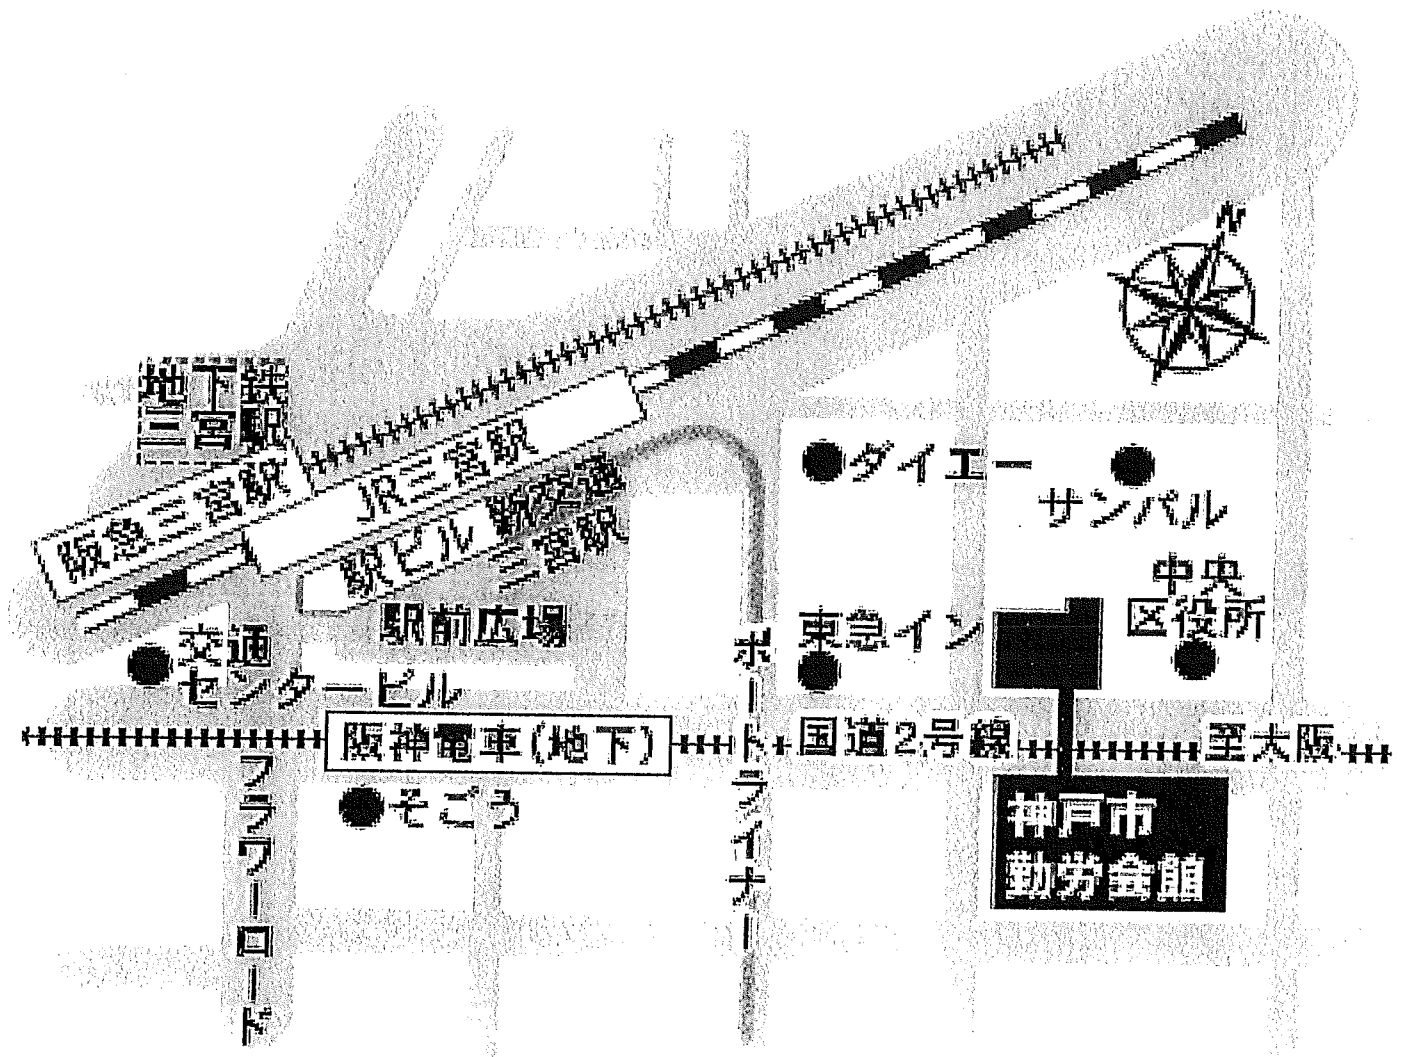 N
地下鉄
三宮駅
阪急三宮駅
JR三宮駅
駅ビル
三宮駅
駅前広場
ダイエー
サンパル
中央
区役所
東急イン
交通
センタービル
阪神電車(地下)
国道2号線
至大阪
ポートライナー
フラワーロード
そごう
神戸市
勤労会館